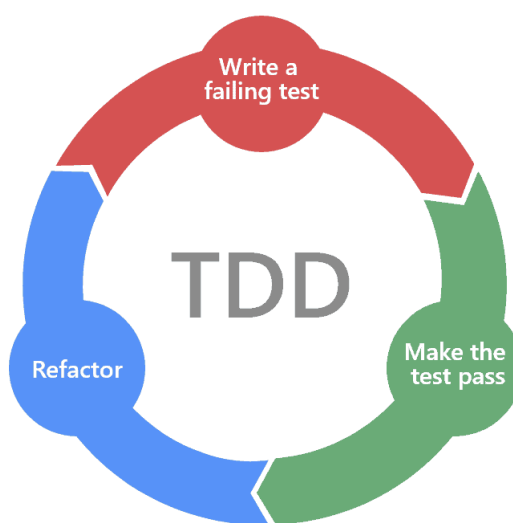 Write a
failing test
TDD
Refactor
Make the
test pass